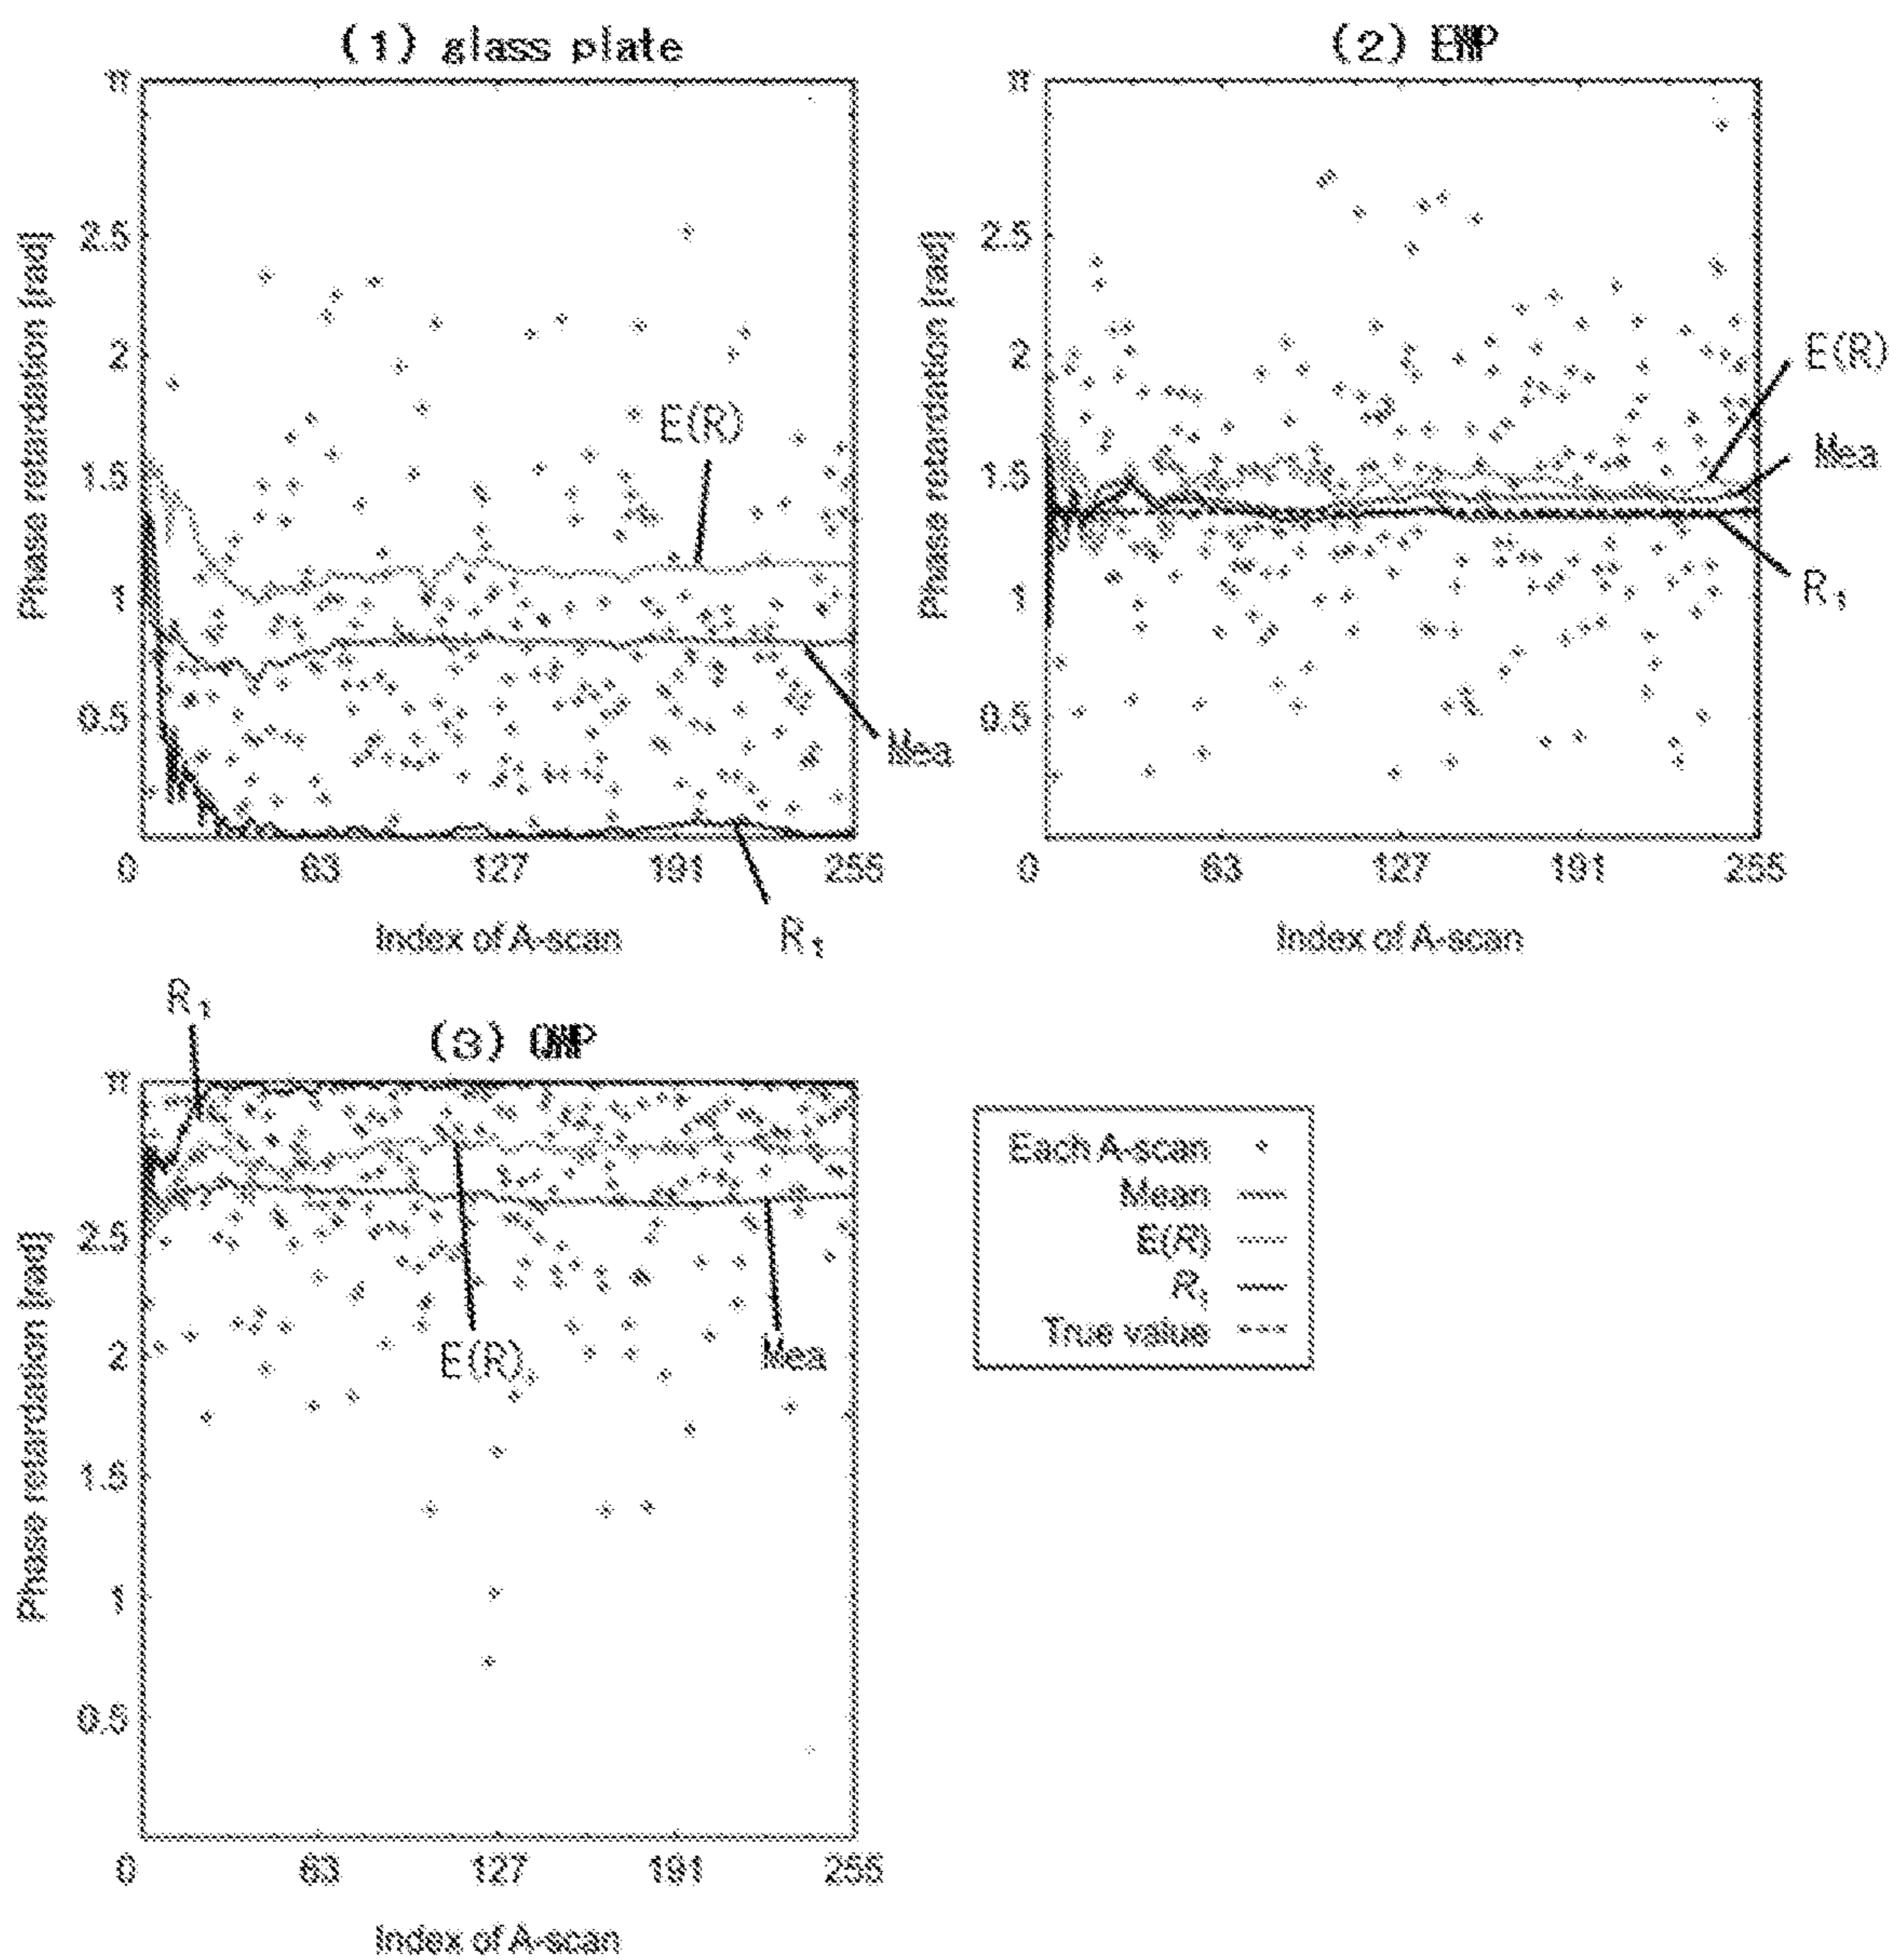 (1) glass plate
π
2.5
2
1.5
1
0.5
Phase retardation [rad]
E(R)
Mea
R₁
0 63 127 191 255
Index of A-scan
(2) EWP
π
2.5
2
1.5
1
0.5
Phase retardation [rad]
E(R)
Mea
R₁
0 63 127 191 255
Index of A-scan
R₁
(3) QWP
π
2.5
2
1.5
1
0.5
Phase retardation [rad]
E(R)
Mea
0 63 127 191 255
Index of A-scan
Each A-scan
Mean
E(R)
R₁
True value